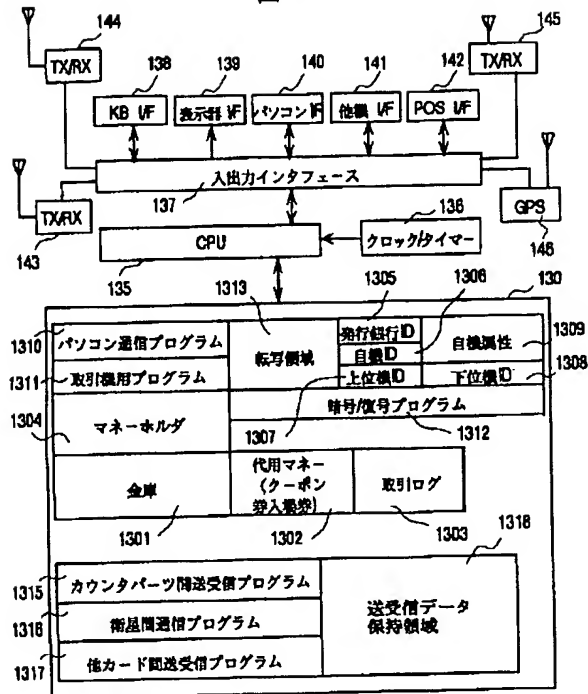 144
145
TX/RX
TX/RX
138
139
140
141
142
KB I/F
表示器 I/F
パソコン I/F
他機 I/F
POS I/F
入出力インタフェース
137
TX/RX
143
GPS
146
136
CPU
クロック/タイマー
135
1313
1305
1306
130
1310
パソコン通信プログラム
転写領域
発行銀行ID
自機ID
自機属性
1309
1311
取引機用プログラム
上位機ID
下位機ID
1308
1304
マネーホルダ
1307
暗号/復号プログラム
1312
金庫
代用マネー
(クーポン
券入場券)
取引ログ
1301
1302
1303
1318
1315
カウンタパーツ間送受信プログラム
送受信データ
保持領域
1316
衛星間通信プログラム
1317
他カード間送受信プログラム